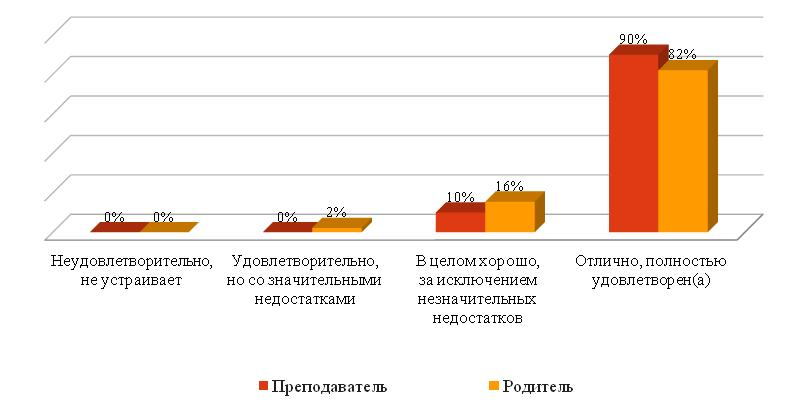 90%
82%
10%
16%
0%
0%
0%
2%
Неудовлетворительно,
не устраивает
Удовлетворительно,
но со значительными
недостатками
В целом хорошо,
за исключением
незначительных
недостатков
Отлично, полностью
удовлетворен(а)
Преподаватель
Родитель